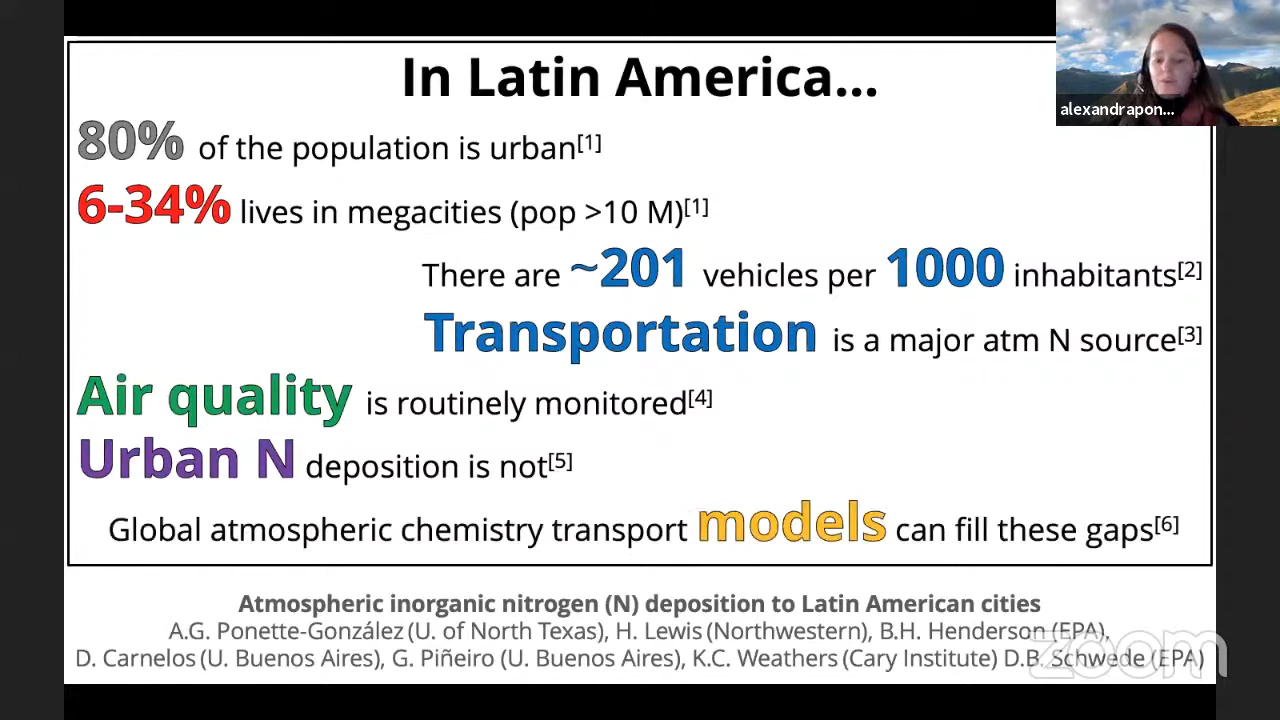 In Latin America...
alexandrapon...
80% of the population is urban[1]
6-34% lives in megacities (pop >10 M)[1]
There are ~201 vehicles per 1000 inhabitants[2]
Transportation is a major atm N source[3]
Air quality is routinely monitored[4]
Urban N deposition is not[5]
Global atmospheric chemistry transport models can fill these gaps[6]
Atmospheric inorganic nitrogen (N) deposition to Latin American cities
A.G. Ponette-González (U. of North Texas), H. Lewis (Northwestern), B.H. Henderson (EPA),
D. Carnelos (U. Buenos Aires), G. Piñeiro (U. Buenos Aires), K.C. Weathers (Cary Institute) D.B. Schwede (EPA)
zoom